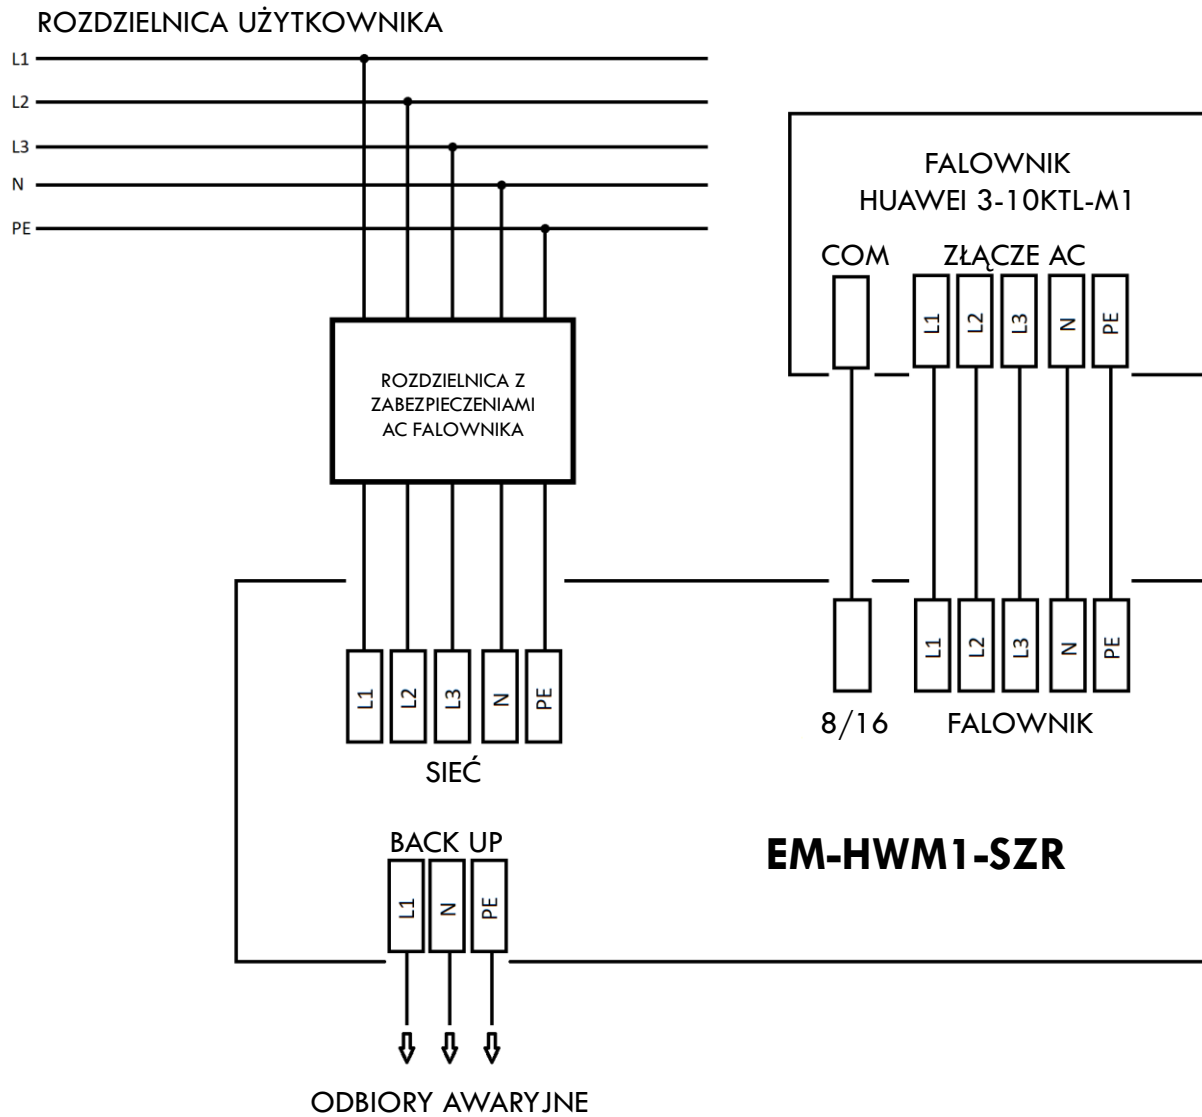 ROZDZIELNICA UŻYTKOWNIKA
L1
L2
L3
N
PE
FALOWNIK
HUAWEI 3-10KTL-M1
COM ZŁĄCZE AC
L1 L2 L3 N PE
ROZDZIELNICA Z
ZABEZPIECZENIAMI
AC FALOWNIKA
L1 L2 L3 N PE
8/16 FALOWNIK
L1 L2 L3 N PE
SIEĆ
BACK UP
EM-HWM1-SZR
L1 N PE
ODBIORY AWARYJNE